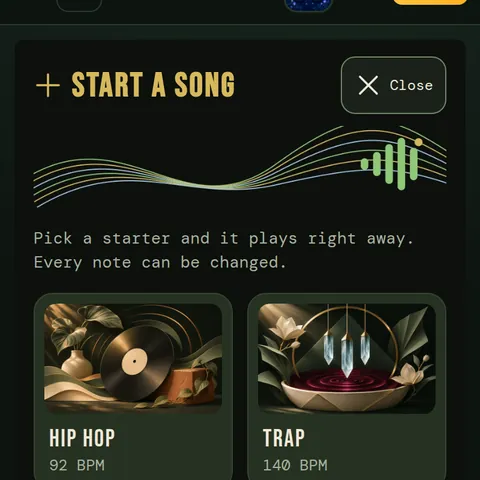 START A SONG
Close
Pick a starter and it plays right away.
Every note can be changed.
HIP HOP
92 BPM
TRAP
140 BPM